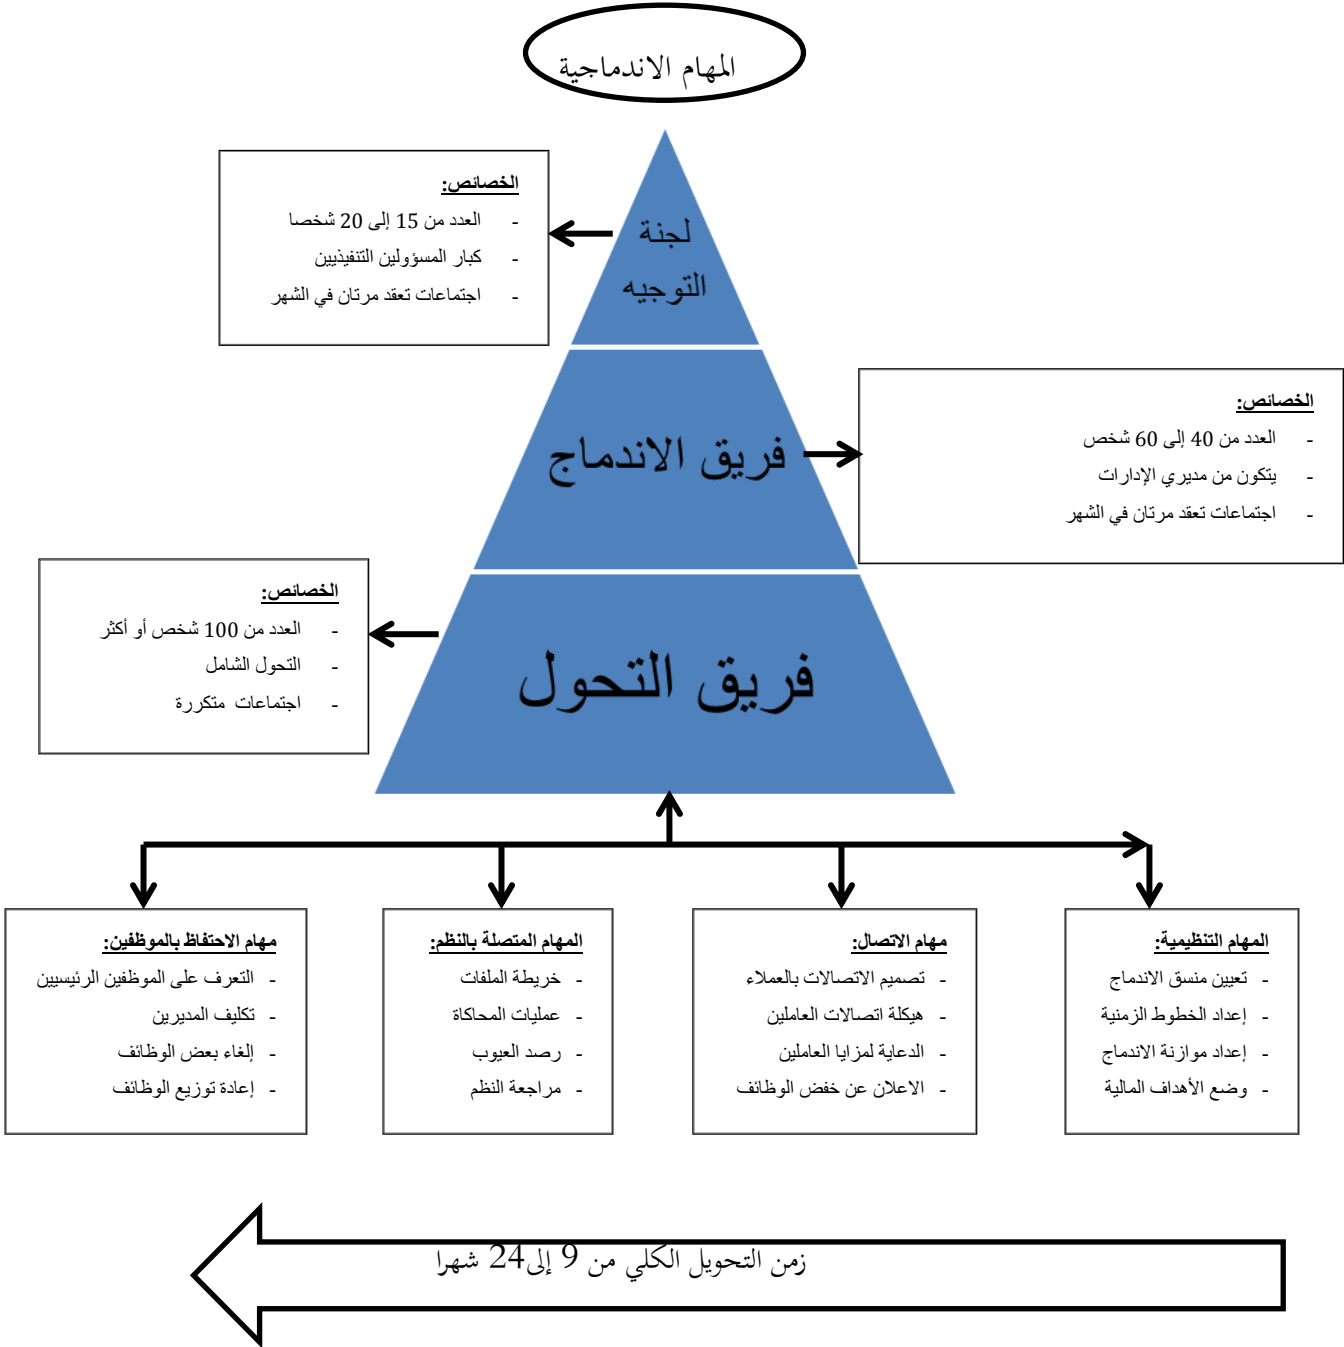 المهام الاندماجية
الخصائص:
- العدد من 15 إلى 20 شخصا
- كبار المسؤولين التنفيذيين
- اجتماعات تعقد مرتان في الشهر
لجنة
التوجيه
الخصائص:
- العدد من 40 إلى 60 شخص
- يتكون من مديري الإدارات
- اجتماعات تعقد مرتان في الشهر
فريق الاندماج
الخصائص:
- العدد من 100 شخص أو أكثر
- التحول الشامل
- اجتماعات متكررة
فريق التحول
المهام التنظيمية:
- تعيين منسق الاندماج
- إعداد الخطوط الزمنية
- إعداد موازنة الاندماج
- وضع الأهداف المالية
مهام الاتصال:
- تصميم الاتصالات بالعملاء
- هيكلة اتصالات العاملين
- الدعاية لمزايا العاملين
- الاعلان عن خفض الوظائف
المهام المتصلة بالنظم:
- خريطة الملفات
- عمليات المحاكاة
- رصد العيوب
- مراجعة النظم
مهام الاحتفاظ بالموظفين:
- التعرف على الموظفين الرئيسيين
- تكليف المديرين
- إلغاء بعض الوظائف
- إعادة توزيع الوظائف
زمن التحويل الكلي من 9 إلى24 شهرا